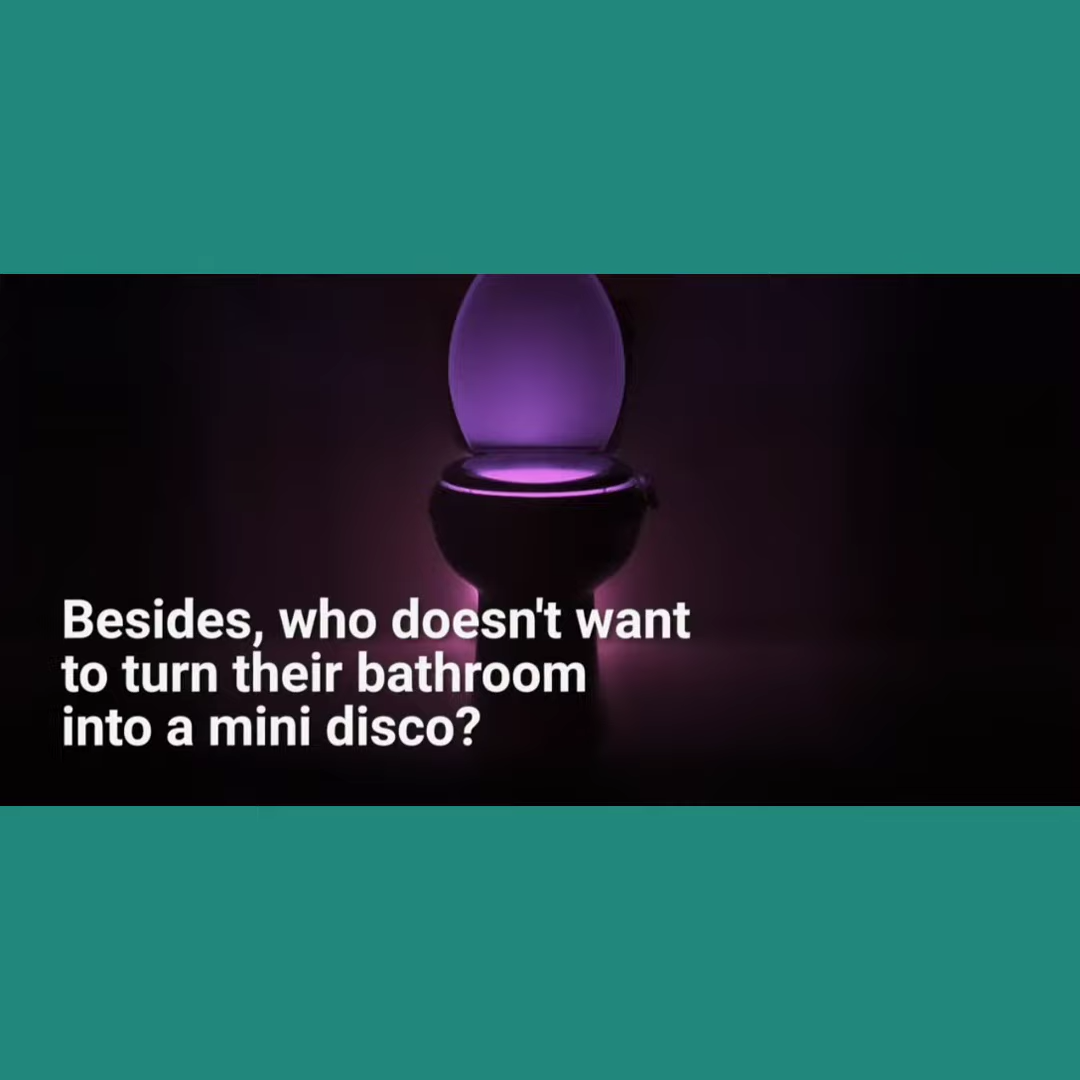 Besides, who doesn't want
to turn their bathroom
into a mini disco?